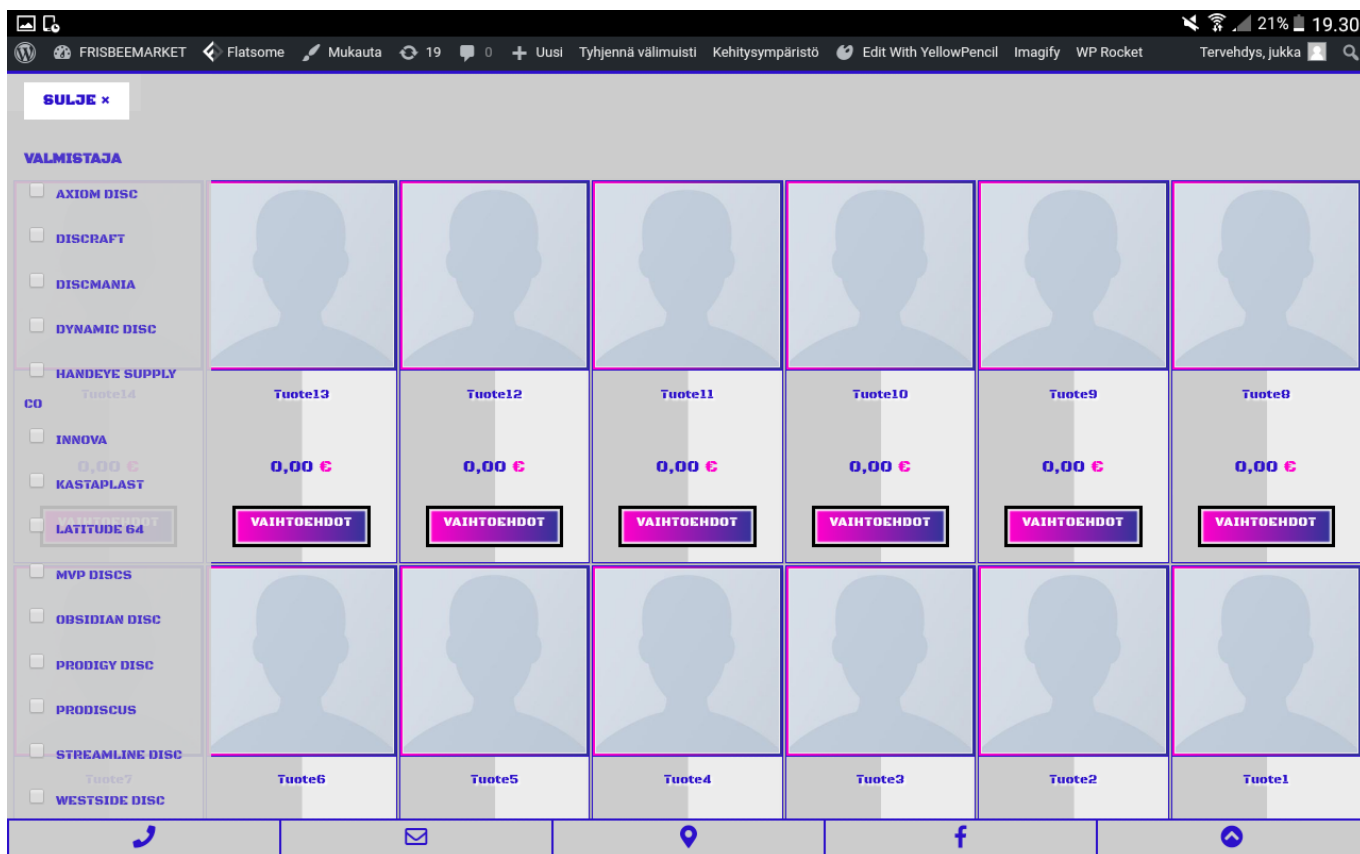 21% 19.30
FRISBEEMARKET Flatsome Mukauta 19 0 Uusi Tyhjennä välimuisti Kehitysympäristö Edit With YellowPencil Imagify WP Rocket Tervehdys, jukka
SULJE ×
VALMISTAJA
AXIOM DISC
DISCRAFT
DISCMANIA
DYNAMIC DISC
HANDEYE SUPPLY
CO
INNOVA
KASTAPLAST
LATITUDE 64
MVP DISCS
OBSIDIAN DISC
PRODIGY DISC
PRODISCUS
STREAMLINE DISC
WESTSIDE DISC
Tuote14 Tuote13 Tuote12 Tuote11 Tuote10 Tuote9 Tuote8
0,00 € 0,00 € 0,00 € 0,00 € 0,00 € 0,00 € 0,00 €
VAIHTOEHDOT VAIHTOEHDOT VAIHTOEHDOT VAIHTOEHDOT VAIHTOEHDOT VAIHTOEHDOT VAIHTOEHDOT
Tuote7 Tuote6 Tuote5 Tuote4 Tuote3 Tuote2 Tuote1